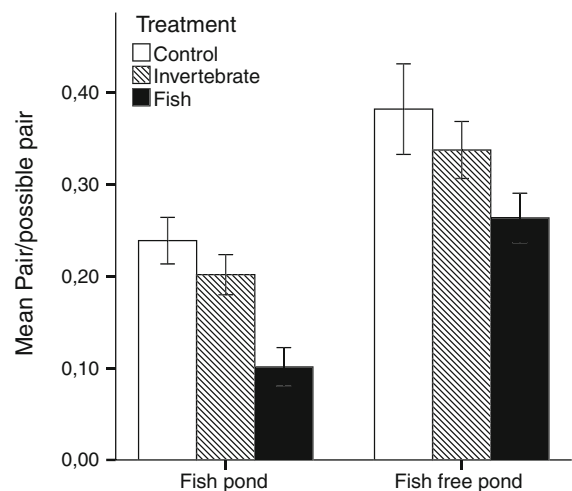 Treatment
Control
Invertebrate
Fish
Mean Pair/possible pair
0,40
0,30
0,20
0,10
0,00
Fish pond
Fish free pond